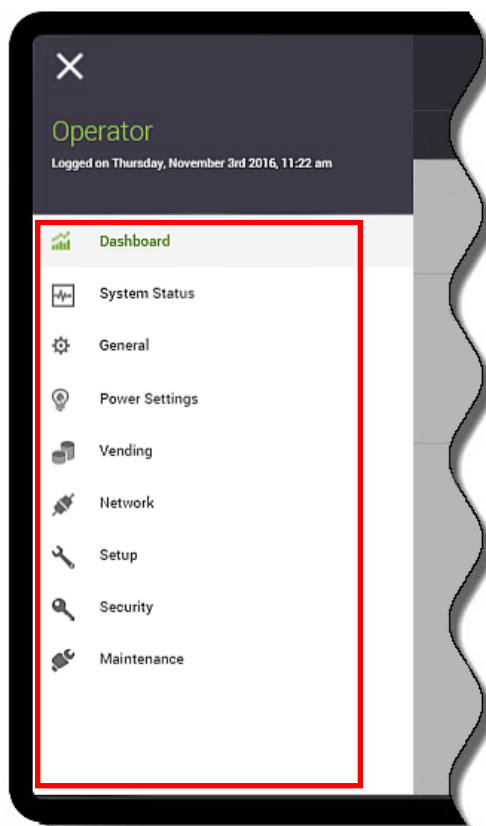 Operator
Logged on Thursday, November 3rd 2016, 11:22 am
Dashboard
System Status
General
Power Settings
Vending
Network
Setup
Security
Maintenance